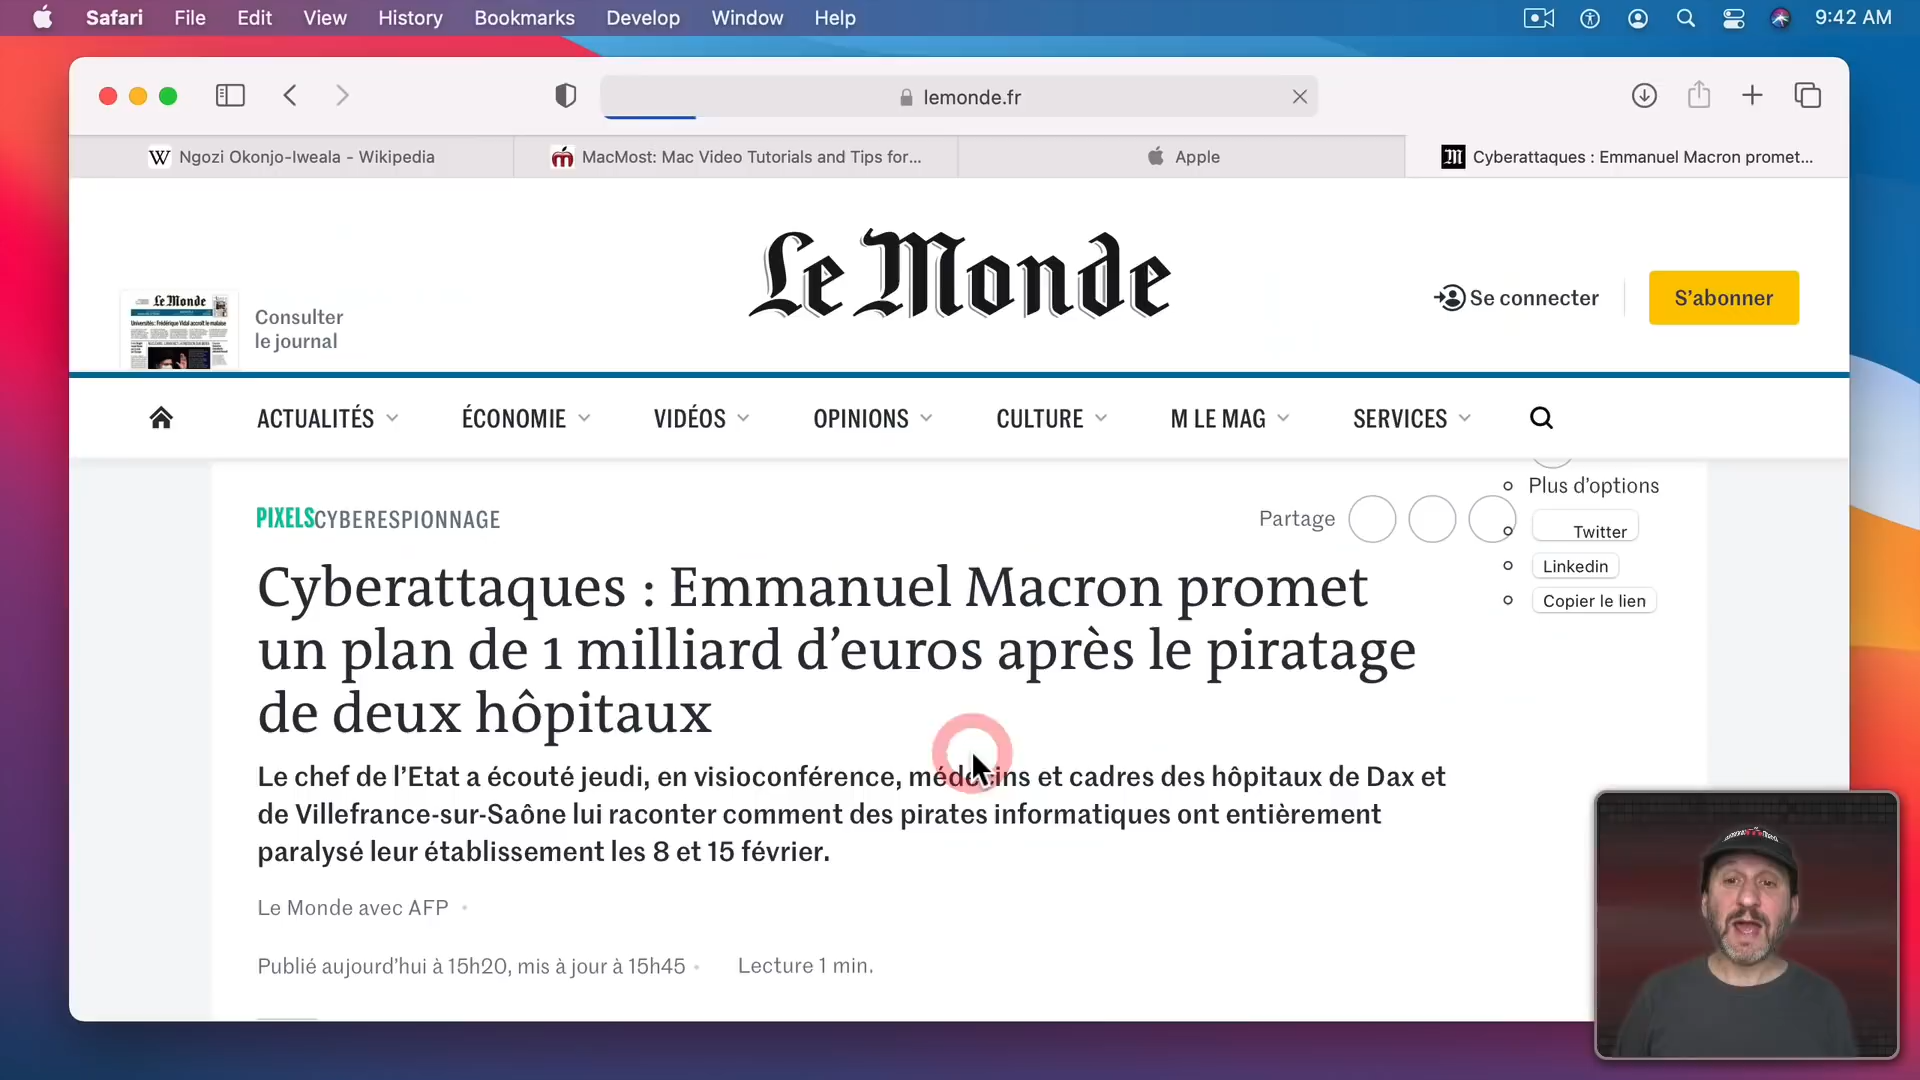 Safari File Edit View History Bookmarks Develop Window Help 9:42 AM
lemonde.fr
Ngozi Okonjo-Iweala - Wikipedia
MacMost: Mac Video Tutorials and Tips for...
Apple
Cyberattaques : Emmanuel Macron promet...
Le Monde
Le Monde
Consulter
le journal
Se connecter
S'abonner
ACTUALITÉS ÉCONOMIE VIDÉOS OPINIONS CULTURE M LE MAG SERVICES
PIXELS CYBERESPIONNAGE
Partage
Plus d'options
Twitter
Linkedin
Copier le lien
Cyberattaques : Emmanuel Macron promet
un plan de 1 milliard d'euros après le piratage
de deux hôpitaux
Le chef de l'Etat a écouté jeudi, en visioconférence, médecins et cadres des hôpitaux de Dax et
de Villefranche-sur-Saône lui raconter comment des pirates informatiques ont entièrement
paralysé leur établissement les 8 et 15 février.
Le Monde avec AFP
Publié aujourd'hui à 15h20, mis à jour à 15h45 • Lecture 1 min.